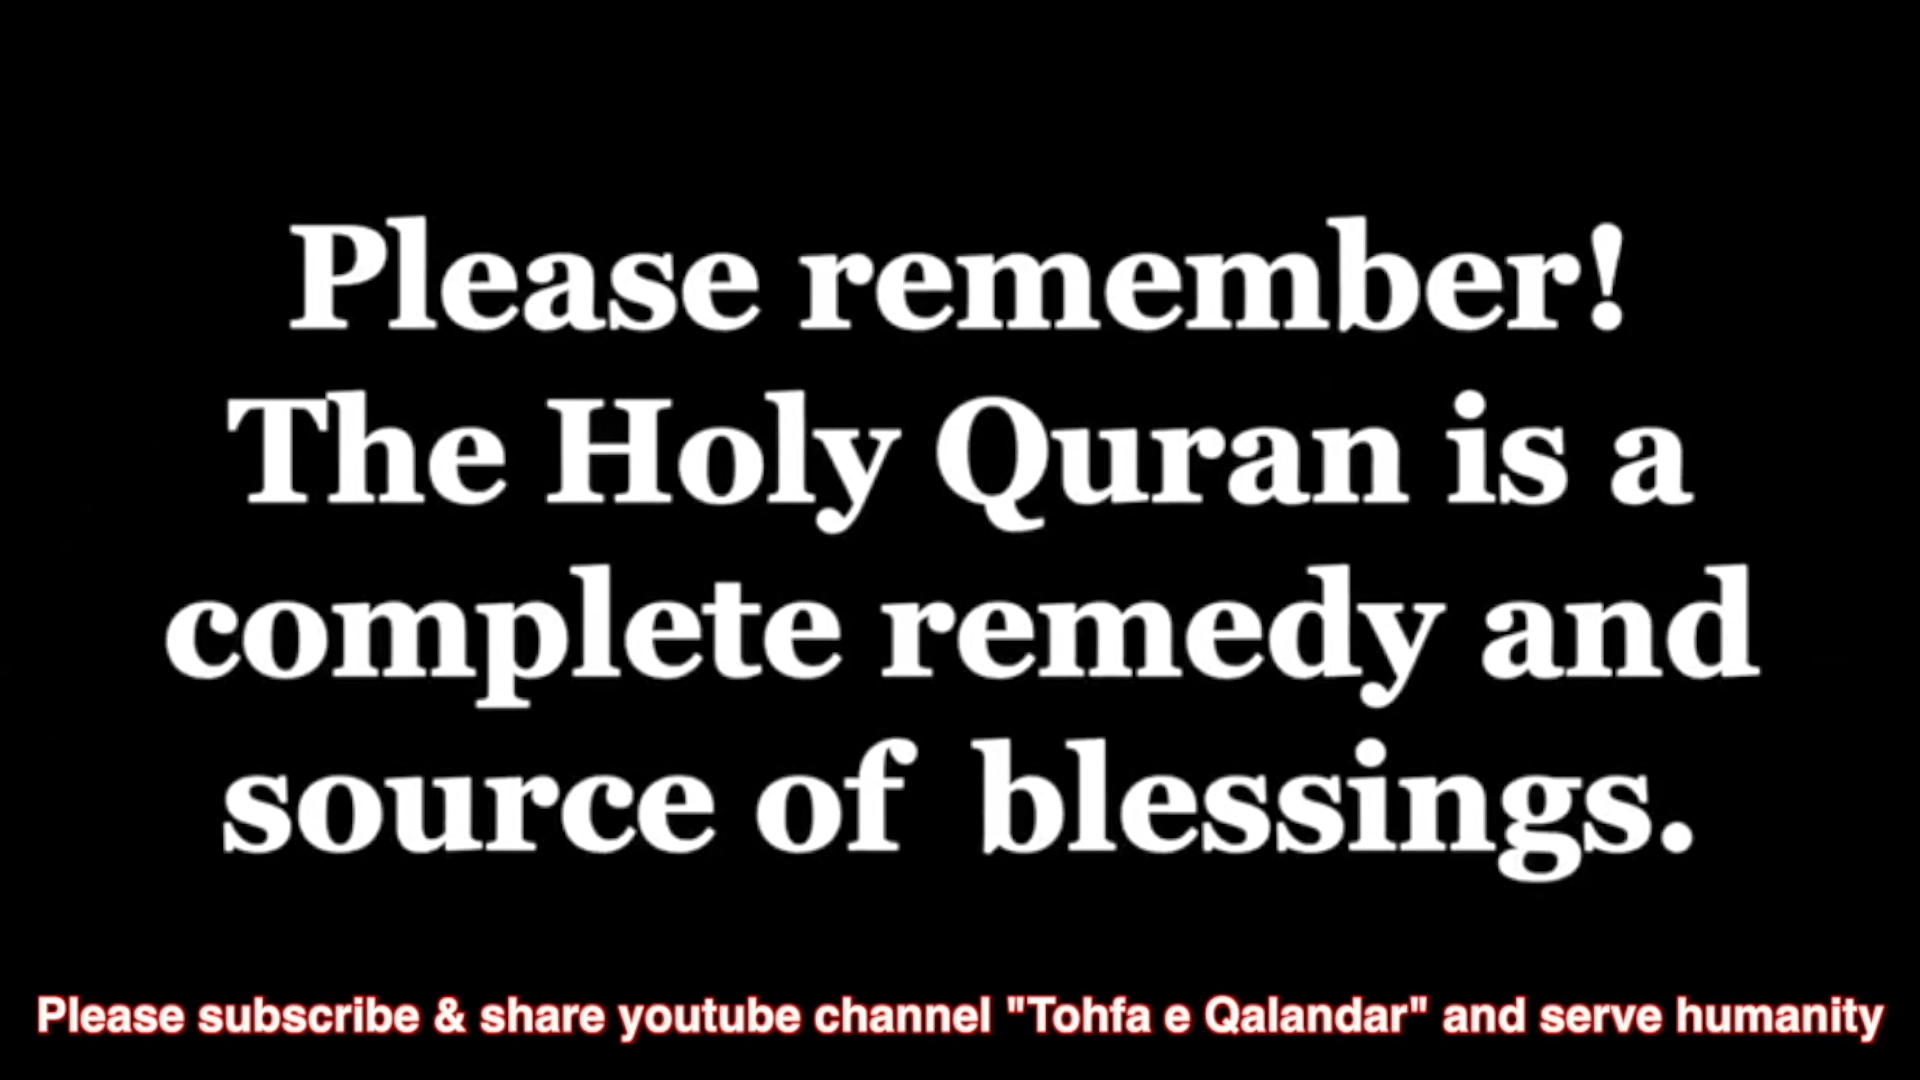 Please remember!
The Holy Quran is a
complete remedy and
source of blessings.
Please subscribe & share youtube channel "Tohfa e Qalandar" and serve humanity